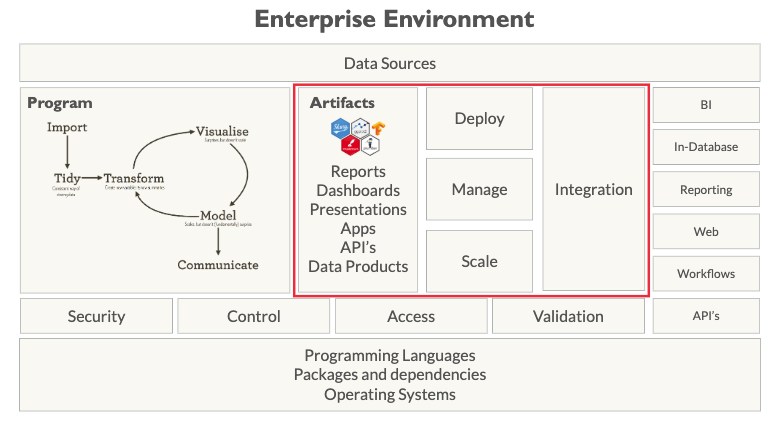 Enterprise Environment
Data Sources
Program
Import
Tidy
Transform
Visualise
Model
Communicate
Artifacts
Reports
Dashboards
Presentations
Apps
API's
Data Products
Deploy
Manage
Scale
Integration
BI
In-Database
Reporting
Web
Workflows
API's
Security
Control
Access
Validation
Programming Languages
Packages and dependencies
Operating Systems